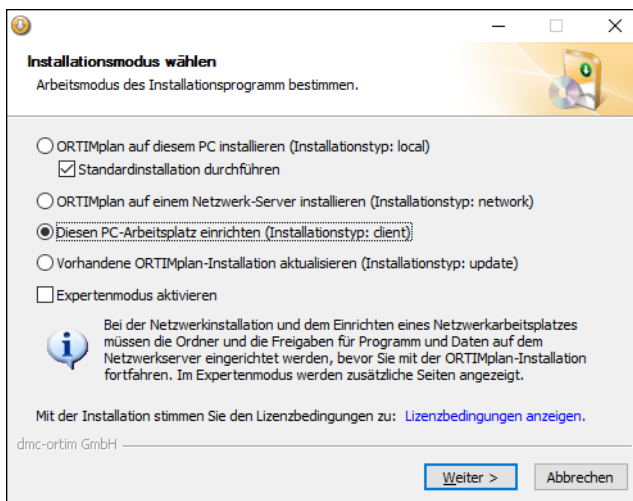 Installationsmodus wählen
Arbeitsmodus des Installationsprogramm bestimmen.
ORTIMplan auf diesem PC installieren (Installationstyp: local)
Standardinstallation durchführen
ORTIMplan auf einem Netzwerk-Server installieren (Installationstyp: network)
Diesen PC-Arbeitsplatz einrichten (Installationstyp: client)
Vorhandene ORTIMplan-Installation aktualisieren (Installationstyp: update)
Expertenmodus aktivieren
Bei der Netzwerkinstallation und dem Einrichten eines Netzwerkarbeitsplatzes
müssen die Ordner und die Freigaben für Programm und Daten auf dem
Netzwerkserver eingerichtet werden, bevor Sie mit der ORTIMplan-Installation
fortfahren. Im Expertenmodus werden zusätzliche Seiten angezeigt.
Mit der Installation stimmen Sie den Lizenzbedingungen zu: Lizenzbedingungen anzeigen.
dmc-ortim GmbH
Weiter > Abbrechen